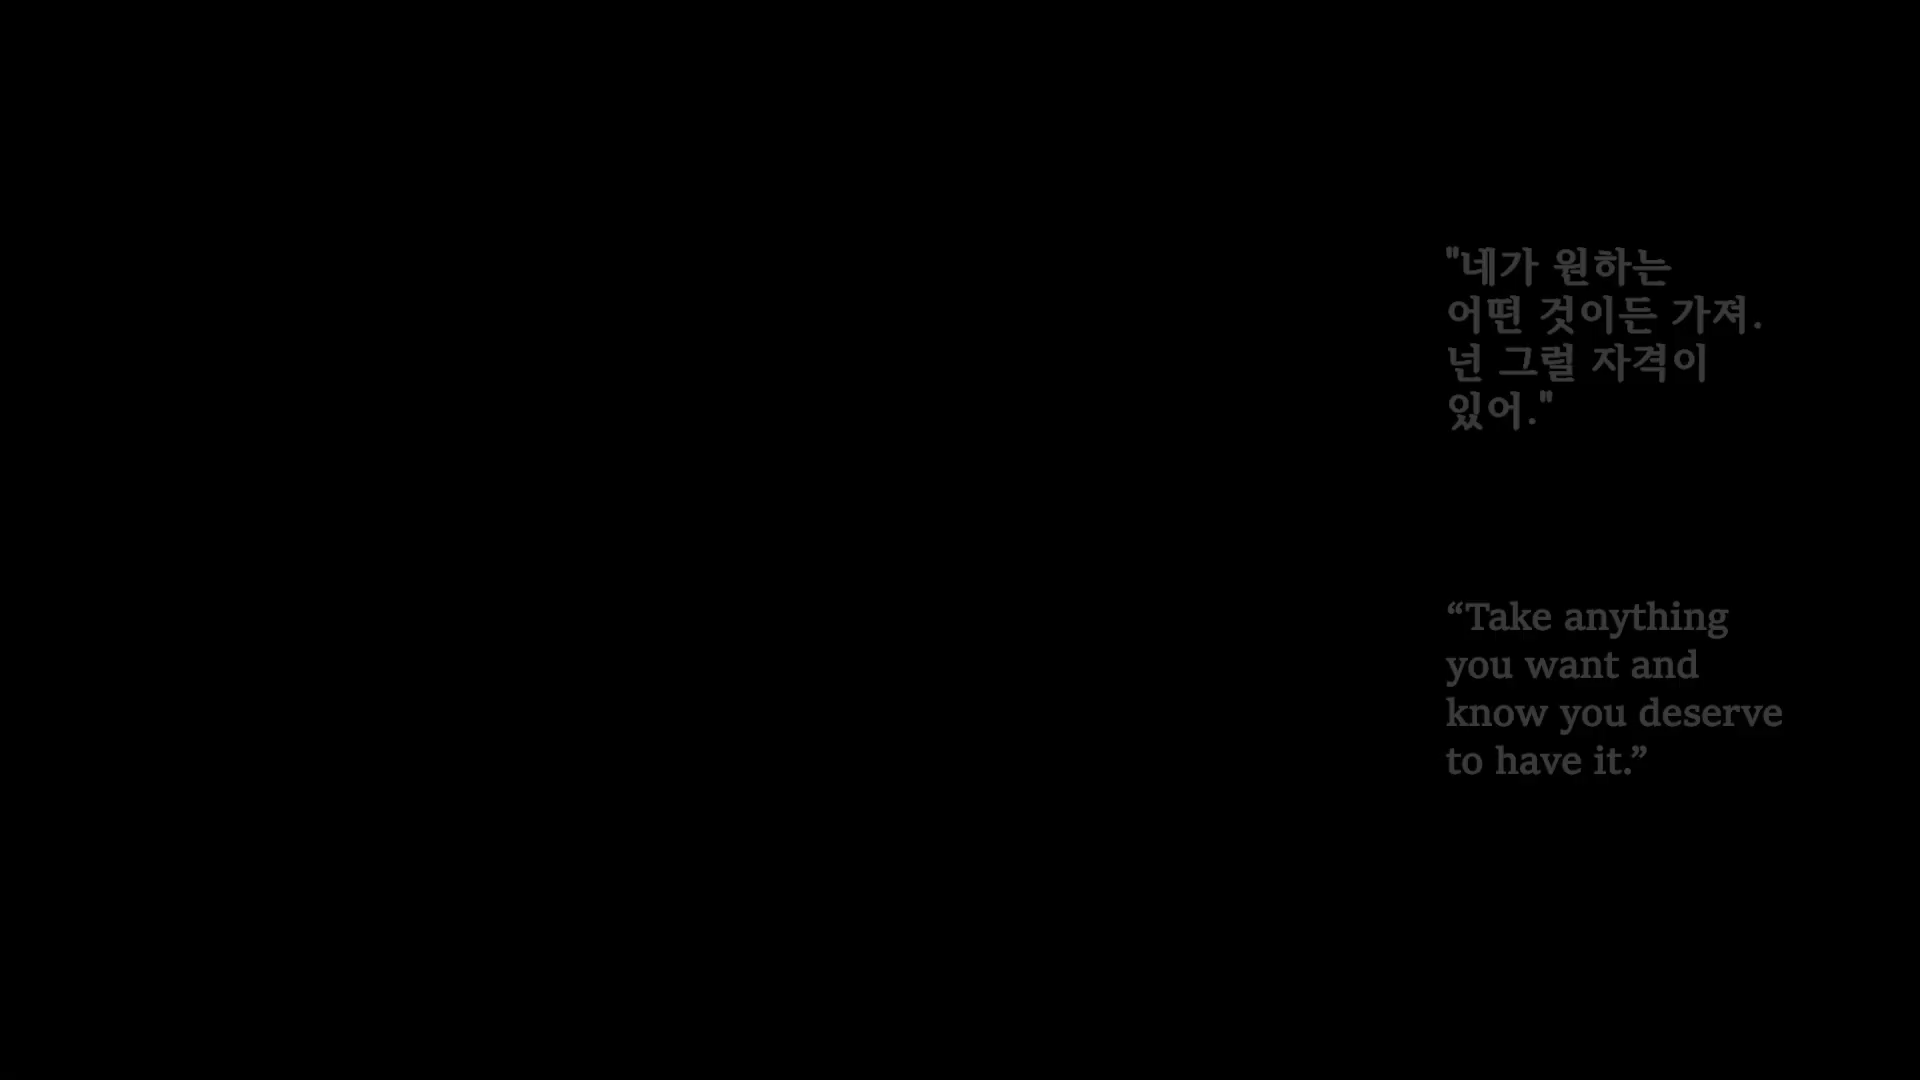 "네가 원하는
어떤 것이든 가져.
넌 그럴 자격이
있어."
“Take anything
you want and
know you deserve
to have it.”